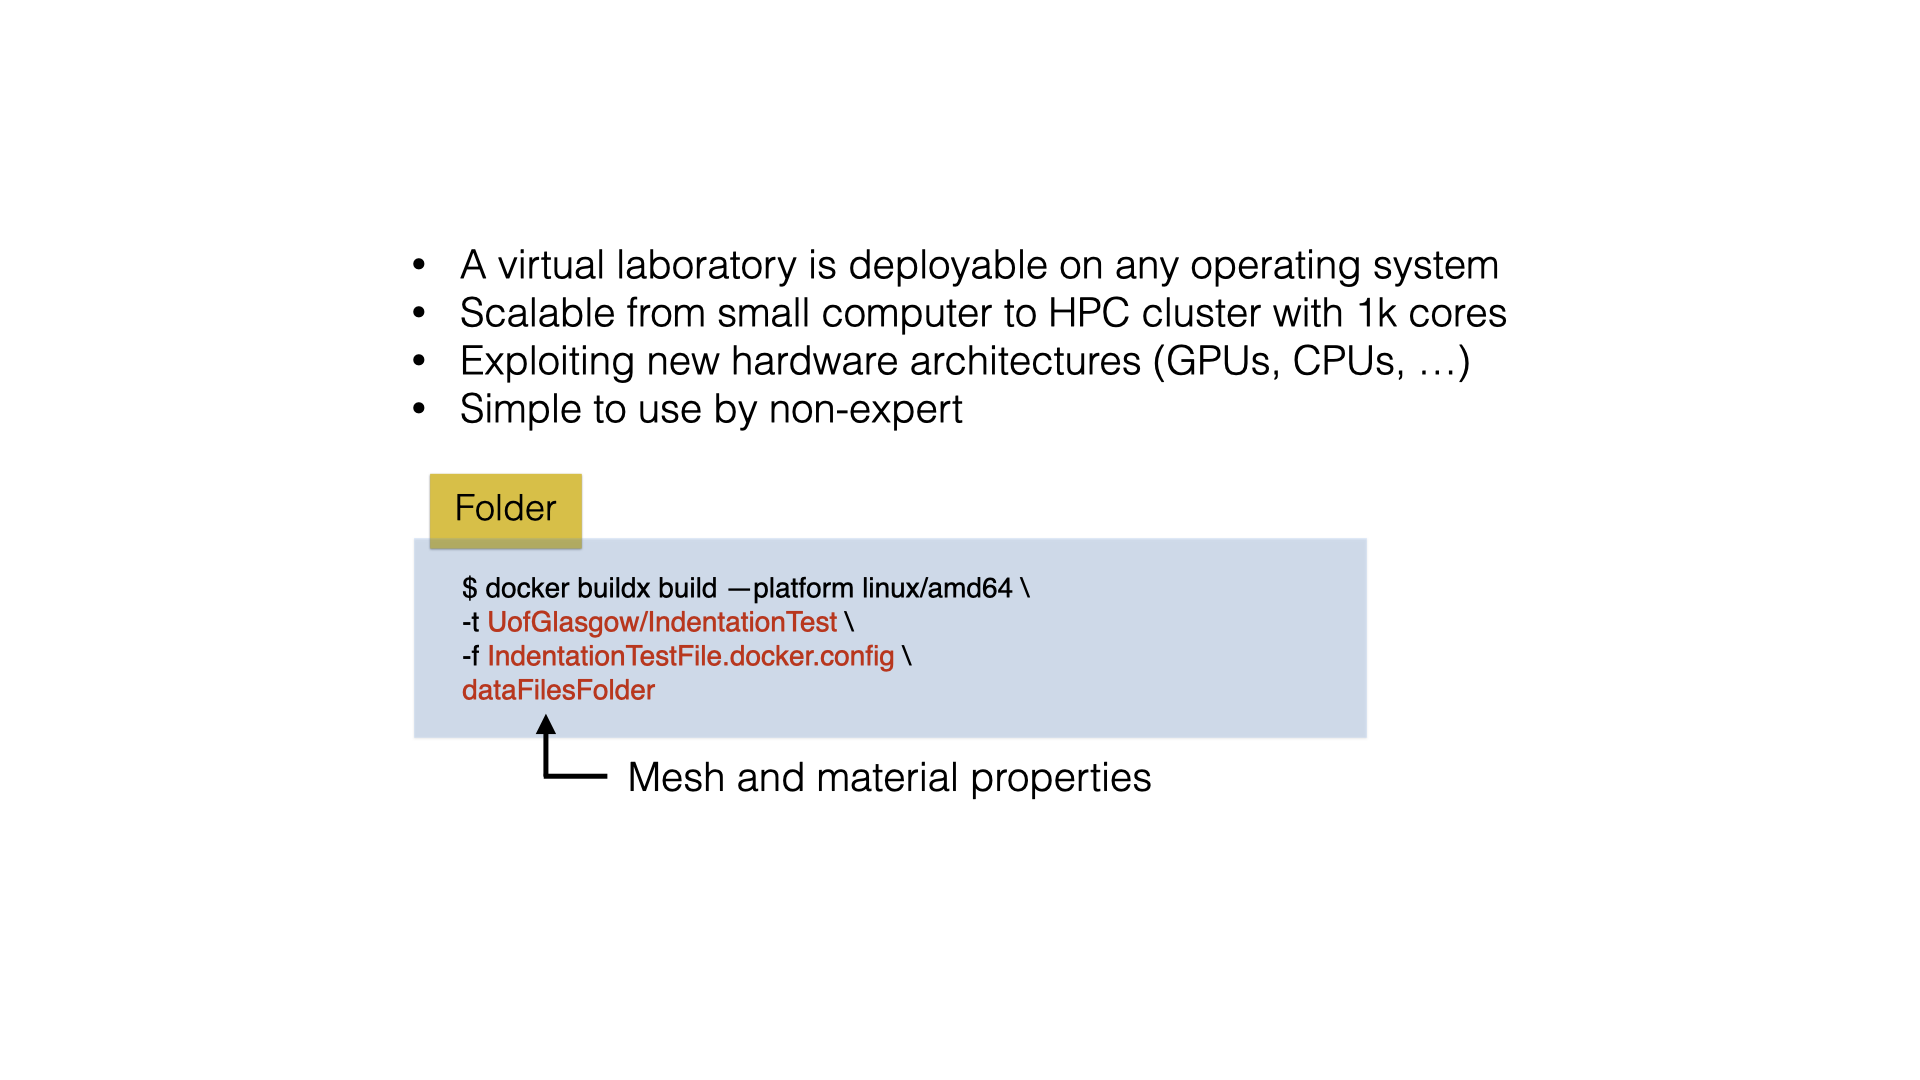 • A virtual laboratory is deployable on any operating system
• Scalable from small computer to HPC cluster with 1k cores
• Exploiting new hardware architectures (GPUs, CPUs, …)
• Simple to use by non-expert
Folder
$ docker buildx build —platform linux/amd64 \
-t UofGlasgow/IndentationTest \
-f IndentationTestFile.docker.config \
dataFilesFolder
Mesh and material properties